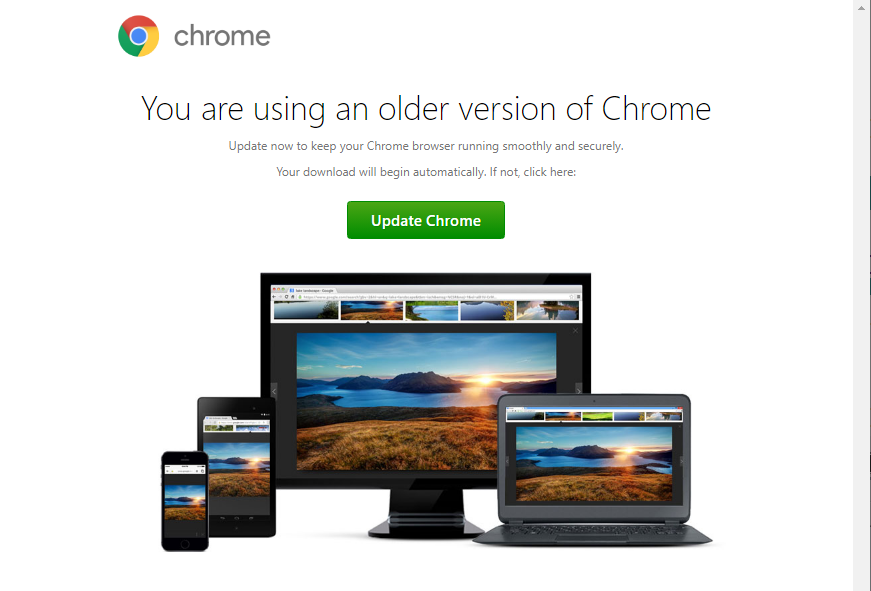 chrome
You are using an older version of Chrome
Update now to keep your Chrome browser running smoothly and securely.
Your download will begin automatically. If not, click here:
Update Chrome